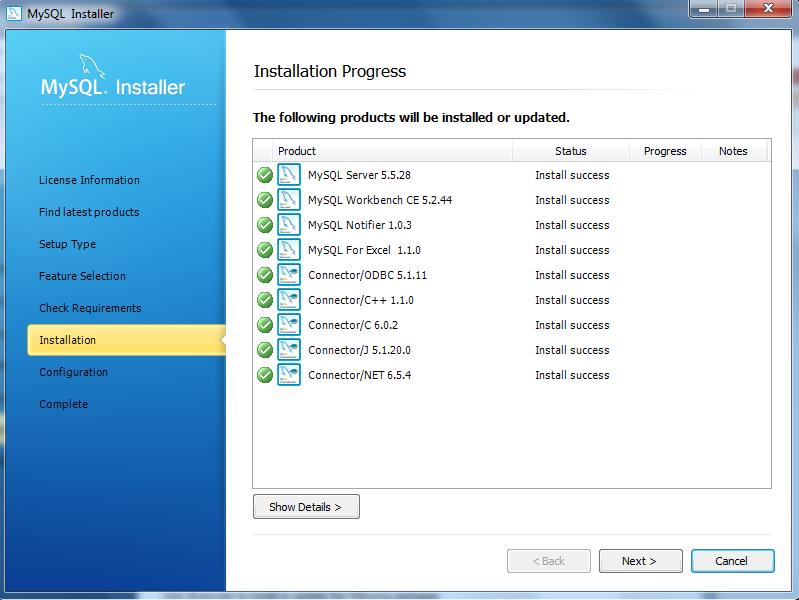 MySQL Installer
MySQL. Installer
License Information
Find latest products
Setup Type
Feature Selection
Check Requirements
Installation
Configuration
Complete
Installation Progress
The following products will be installed or updated.
Product Status Progress Notes
MySQL Server 5.5.28 Install success
MySQL Workbench CE 5.2.44 Install success
MySQL Notifier 1.0.3 Install success
MySQL For Excel 1.1.0 Install success
Connector/ODBC 5.1.11 Install success
Connector/C++ 1.1.0 Install success
Connector/C 6.0.2 Install success
Connector/J 5.1.20.0 Install success
Connector/NET 6.5.4 Install success
Show Details >
< Back Next > Cancel